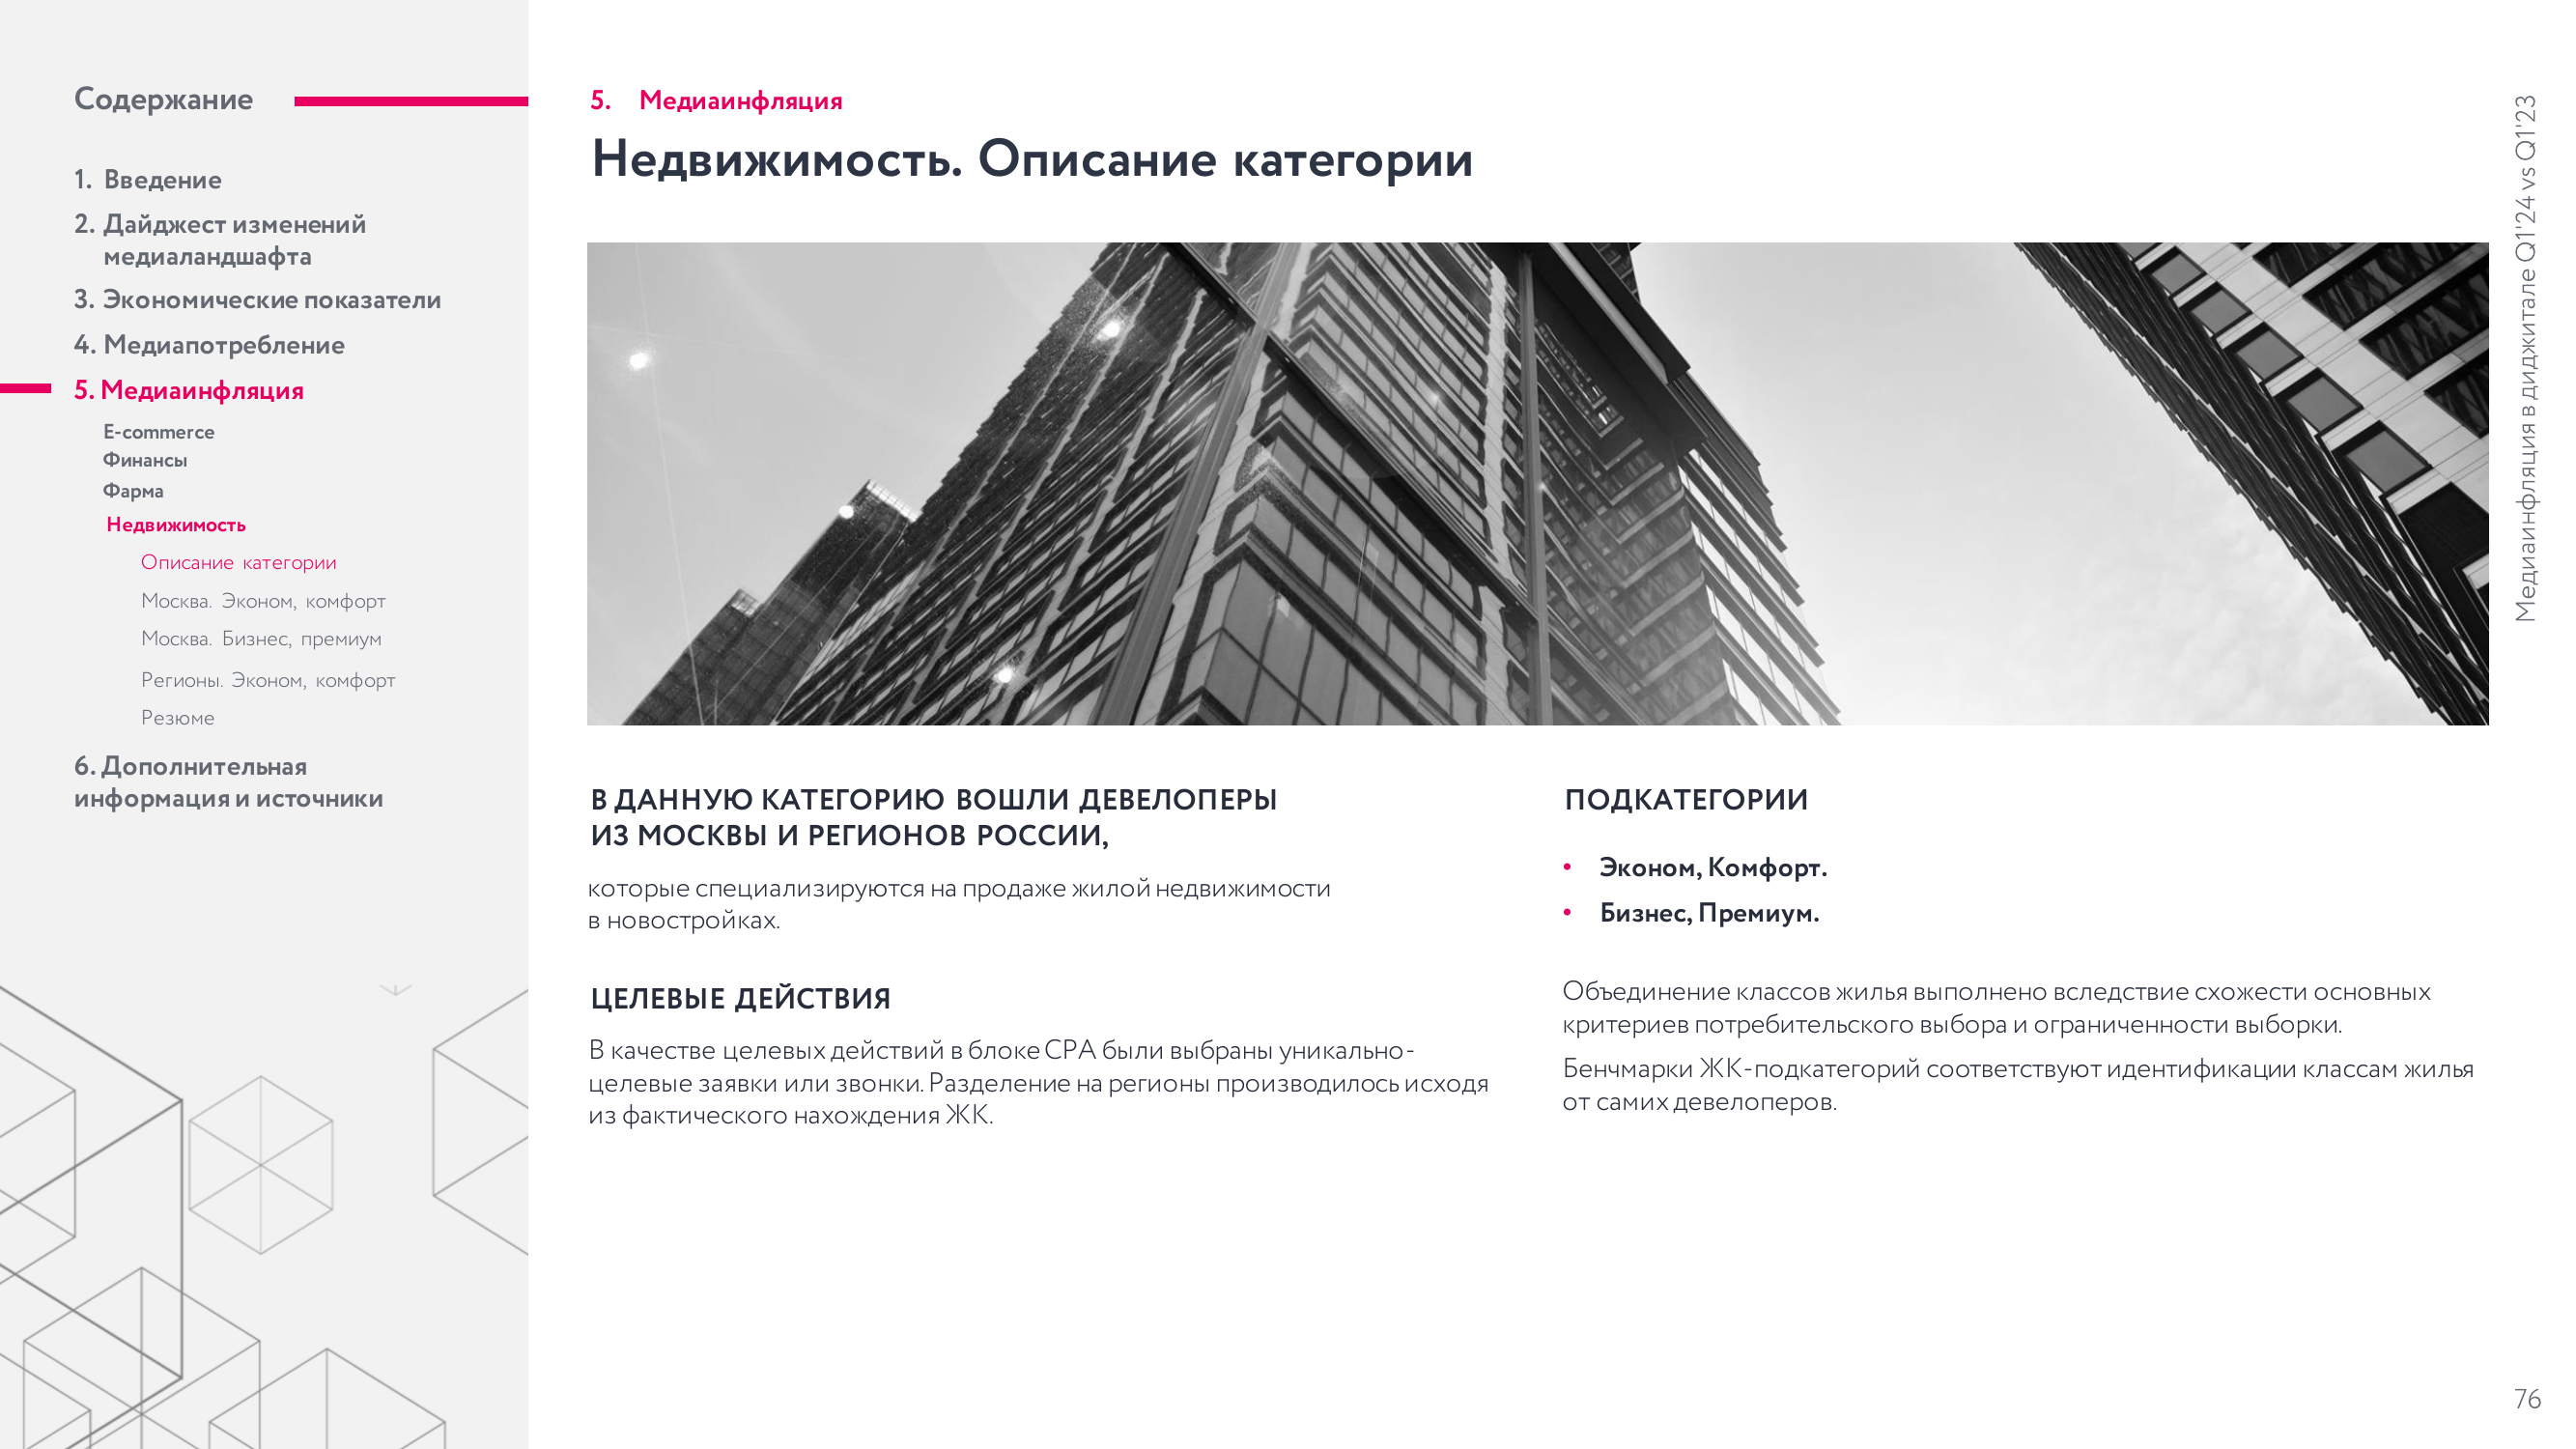 Содержание
1. Введение
2. Дайджест изменений
медиаландшафта
3. Экономические показатели
4. Медиапотребление
5. Медиаинфляция
E-commerce
Финансы
Фарма
Недвижимость
Описание категории
Москва. Эконом, комфорт
Москва. Бизнес, премиум
Регионы. Эконом, комфорт
Резюме
6. Дополнительная
информация и источники
5. Медиаинфляция
Недвижимость. Описание категории
В ДАННУЮ КАТЕГОРИЮ ВОШЛИ ДЕВЕЛОПЕРЫ
ИЗ МОСКВЫ И РЕГИОНОВ РОССИИ,
которые специализируются на продаже жилой недвижимости
в новостройках.
ЦЕЛЕВЫЕ ДЕЙСТВИЯ
В качестве целевых действий в блоке CPA были выбраны уникально-
целевые заявки или звонки. Разделение на регионы производилось исходя
из фактического нахождения ЖК.
ПОДКАТЕГОРИИ
• Эконом, Комфорт.
• Бизнес, Премиум.
Объединение классов жилья выполнено вследствие схожести основных
критериев потребительского выбора и ограниченности выборки.
Бенчмарки ЖК-подкатегорий соответствуют идентификации классам жилья
от самих девелоперов.
Медиаинфляция в диджитале Q1'24 vs Q1'23
76